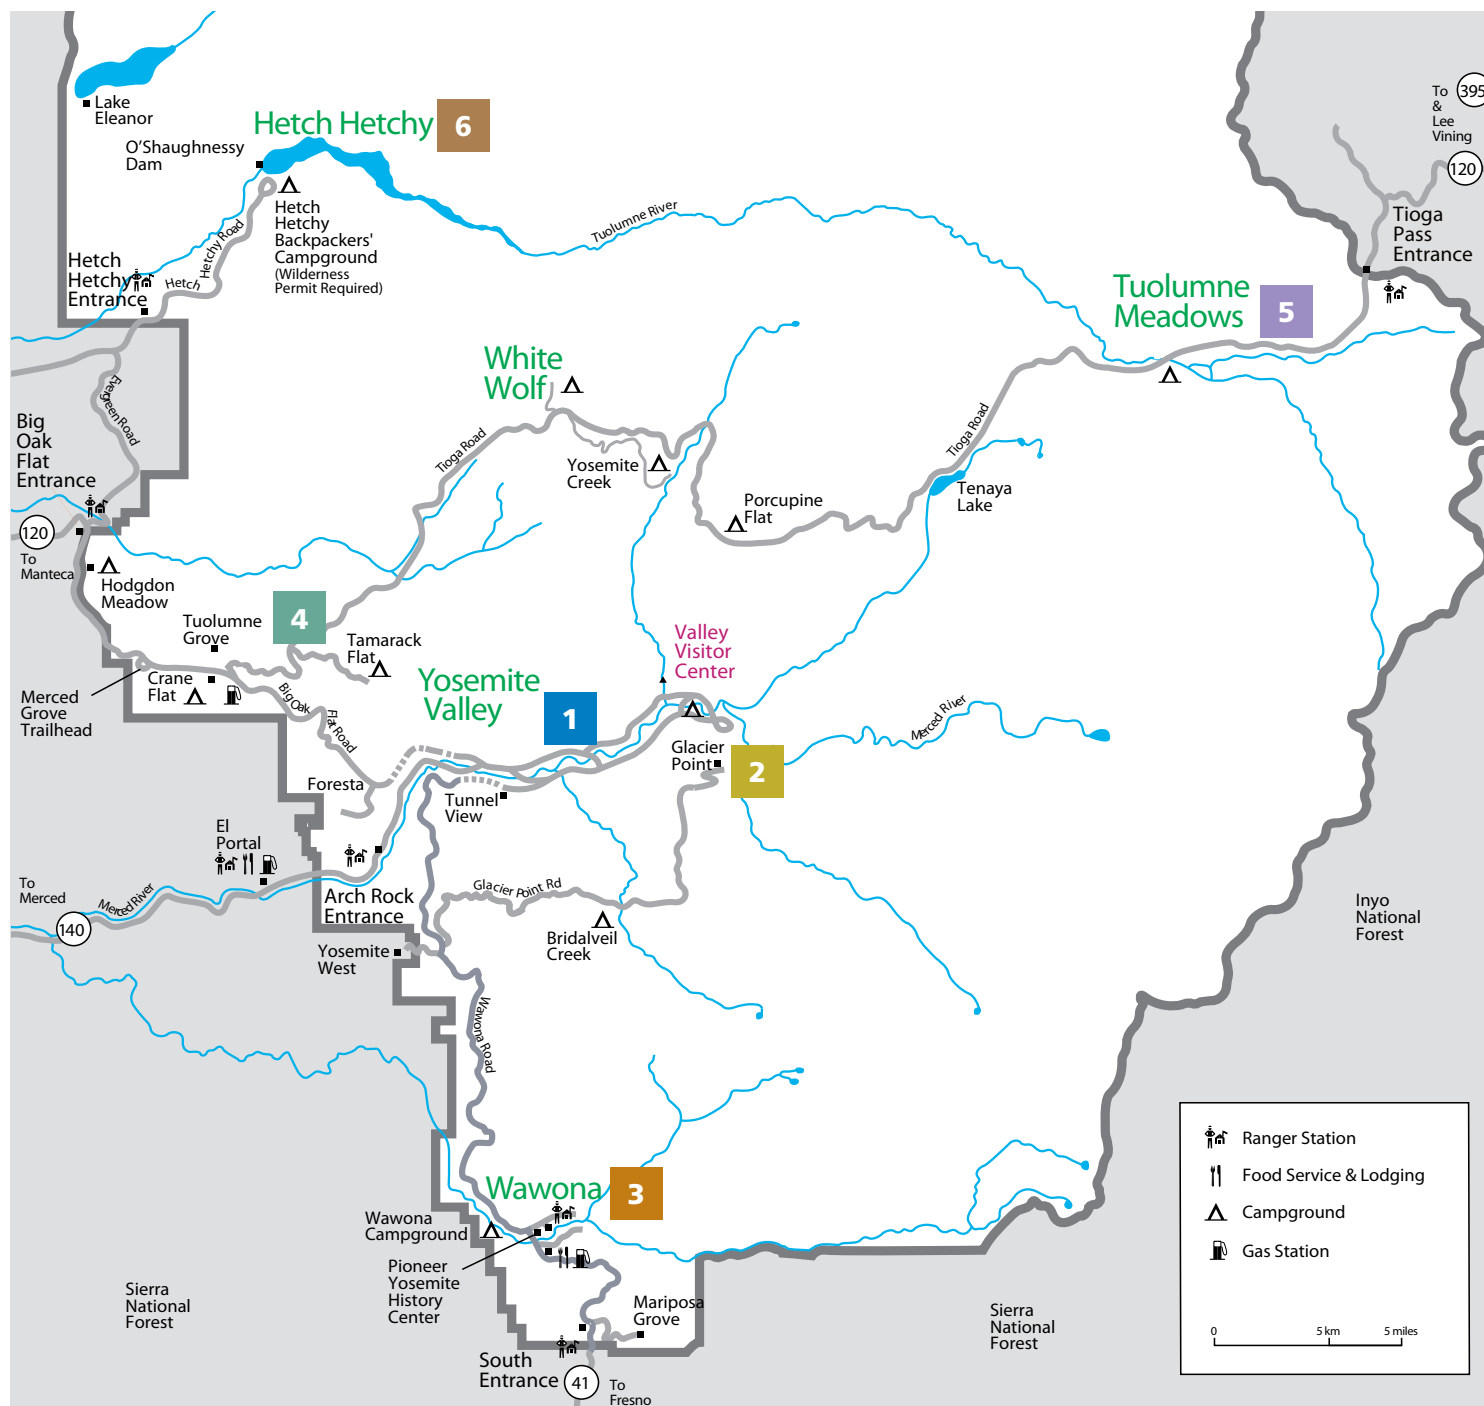 Lake
Eleanor
Hetch Hetchy
6
O'Shaughnessy
Dam
Hetch
Hetchy
Backpackers'
Campground
(Wilderness
Permit Required)
Hetch
Hetchy
Entrance
Hetch
Hetchy Road
Tuolumne River
To
&
Lee
Vining
395
120
Tioga
Pass
Entrance
Tuolumne
Meadows
5
White
Wolf
Evergreen Road
Big
Oak
Flat
Entrance
Tioga Road
Yosemite
Creek
Porcupine
Flat
Tioga Road
Tenaya
Lake
120
To
Manteca
Hodgdon
Meadow
Tuolumne
Grove
4
Tamarack
Flat
Crane
Flat
Merced
Grove
Trailhead
Big Oak
Flat Road
Valley
Visitor
Center
Yosemite
Valley
1
Merced River
Glacier
Point
2
Foresta
Tunnel
View
El
Portal
To
Merced
Merced River
140
Arch Rock
Entrance
Glacier Point Rd
Bridalveil
Creek
Yosemite
West
Inyo
National
Forest
Wawona Road
Wawona
3
Wawona
Campground
Pioneer
Yosemite
History
Center
Mariposa
Grove
Sierra
National
Forest
Sierra
National
Forest
South
Entrance
41
To
Fresno
Ranger Station
Food Service & Lodging
Campground
Gas Station
0
5 km
5 miles